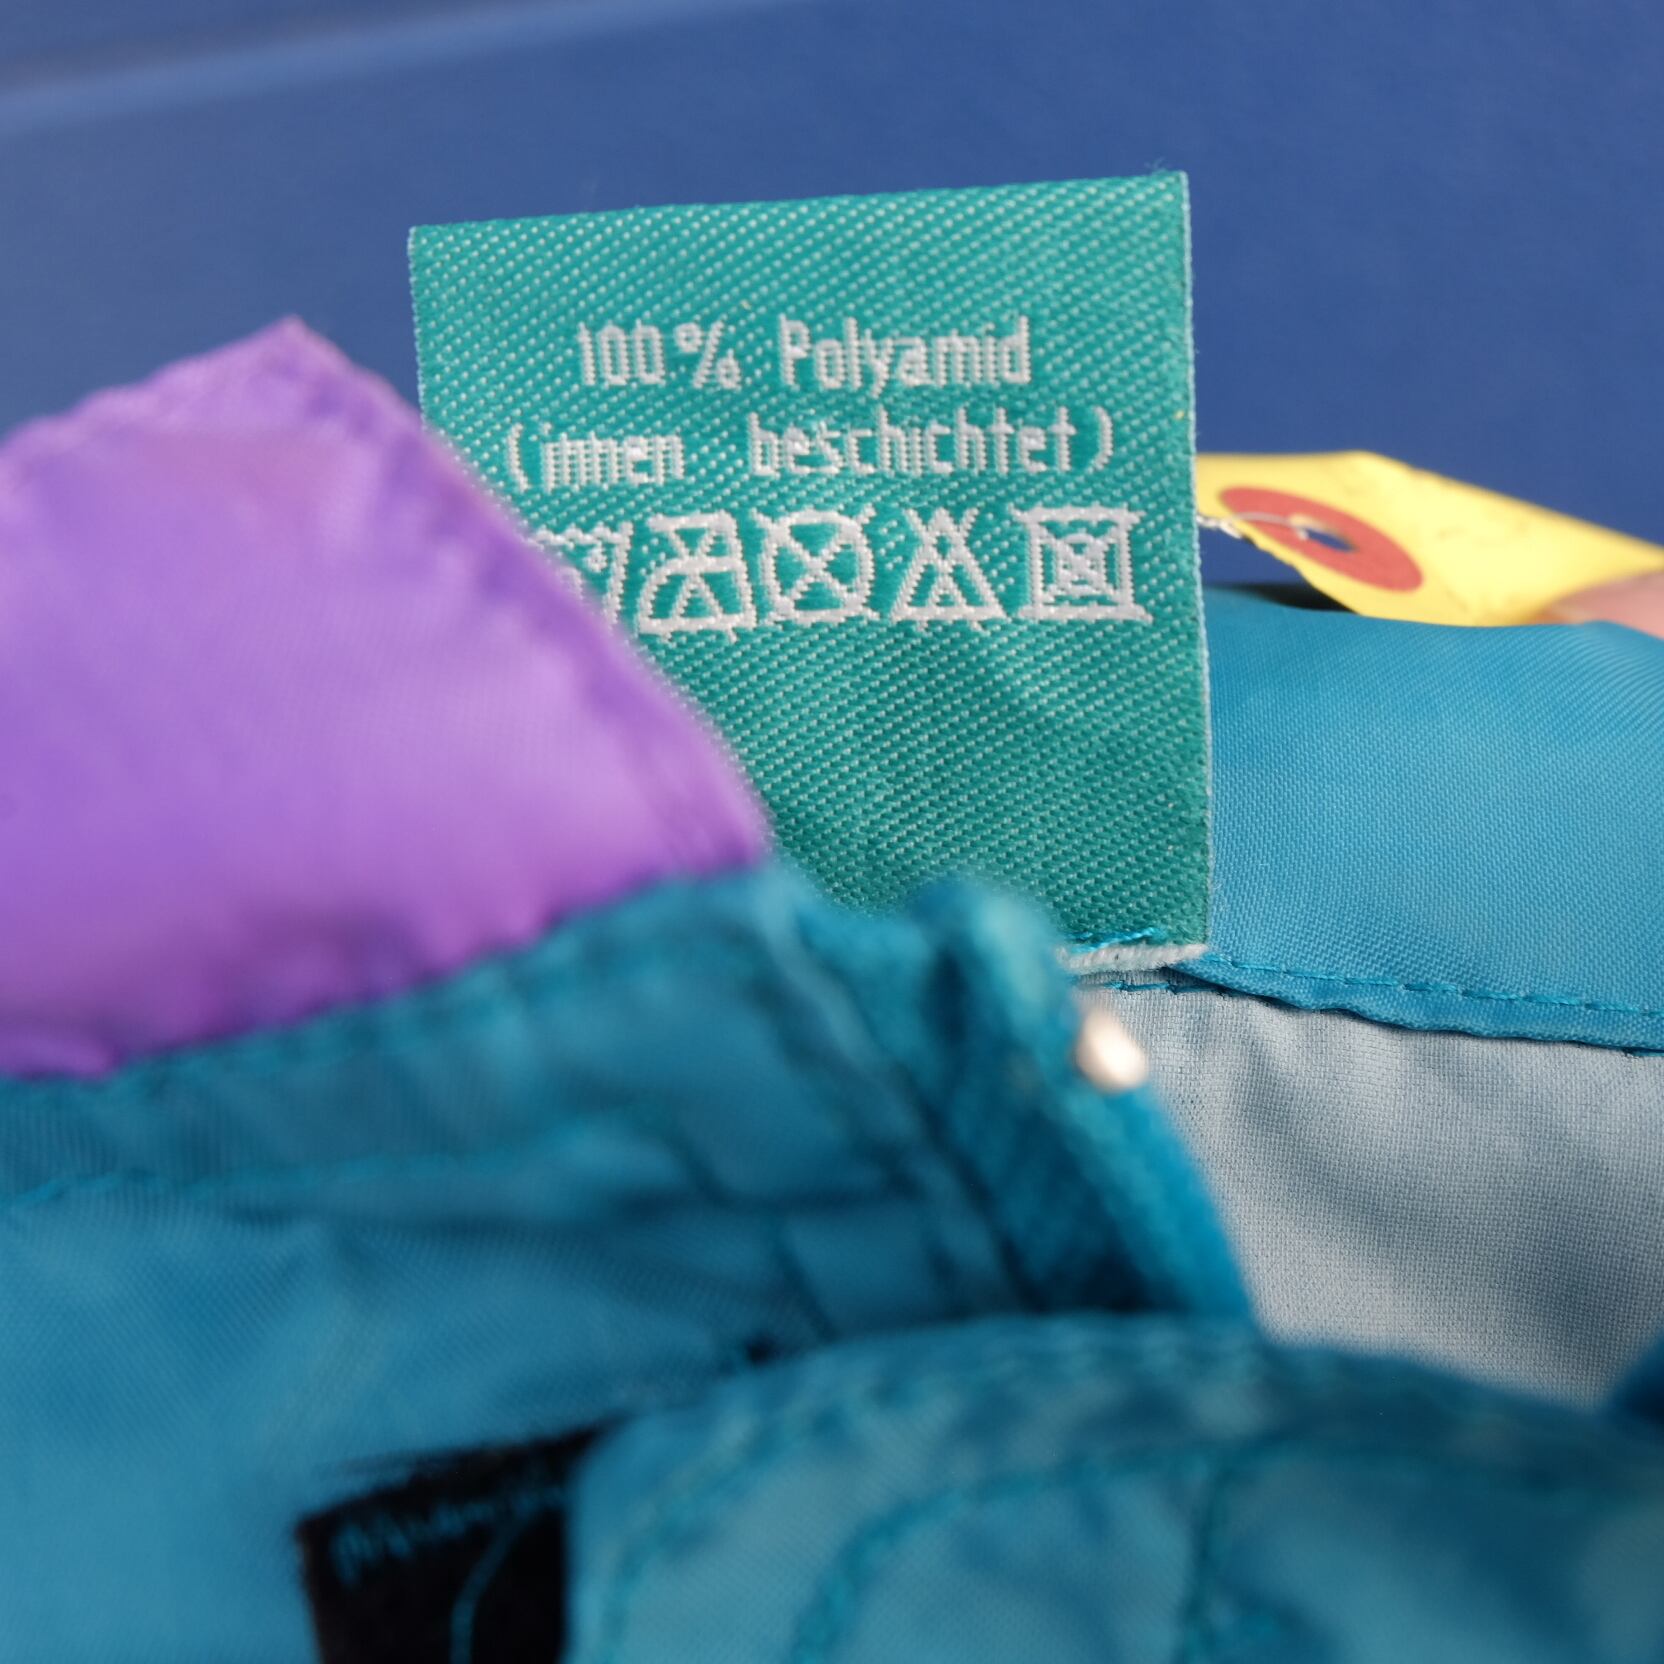 100% Polyamid
(innen beschichtet)